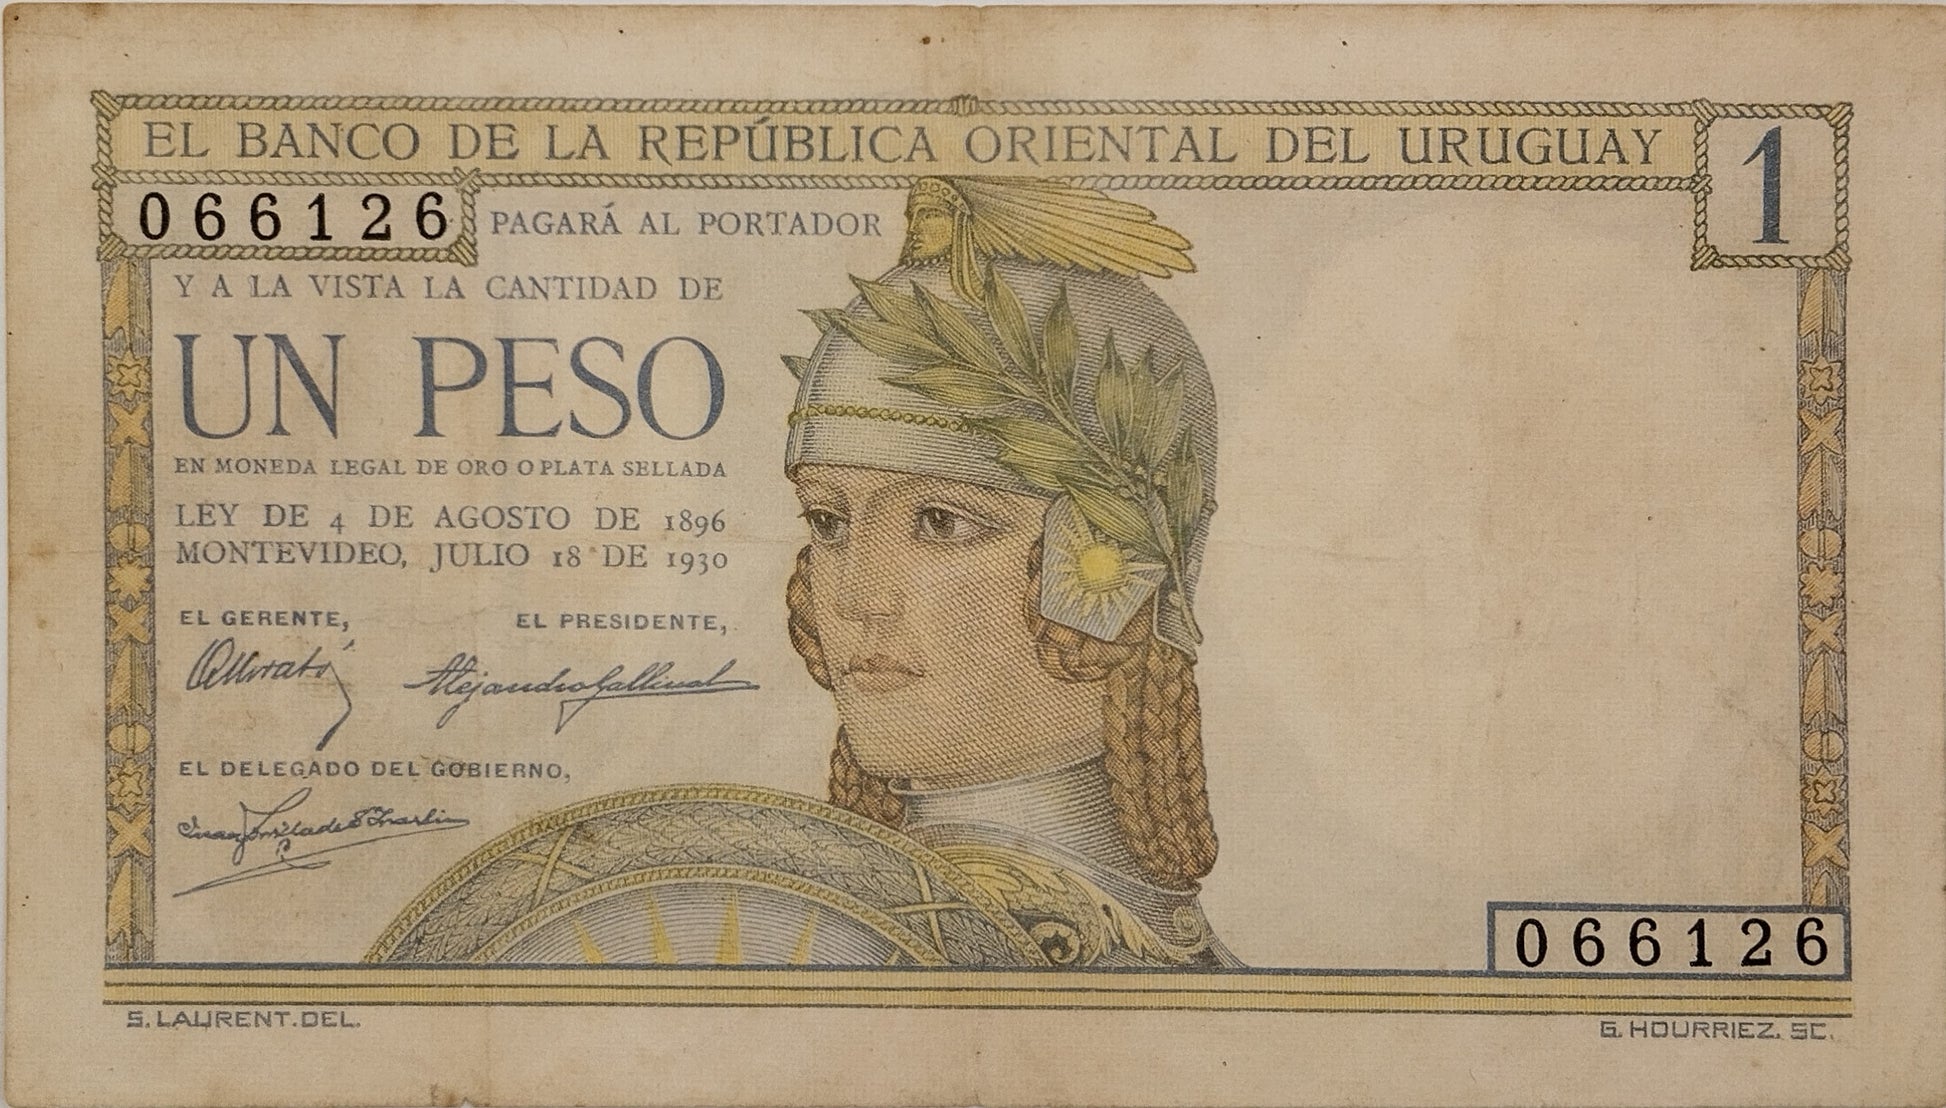 EL BANCO DE LA REPÚBLICA ORIENTAL DEL URUGUAY
1
066126
PAGARÁ AL PORTADOR
Y A LA VISTA LA CANTIDAD DE
UN PESO
EN MONEDA LEGAL DE ORO O PLATA SELLADA
LEY DE 4 DE AGOSTO DE 1896
MONTEVIDEO, JULIO 18 DE 1930
EL GERENTE,
EL PRESIDENTE,
Alejandro Gallinal
EL DELEGADO DEL GOBIERNO,
066126
S. LAURENT. DEL.
G. HOURRIEZ. SC.